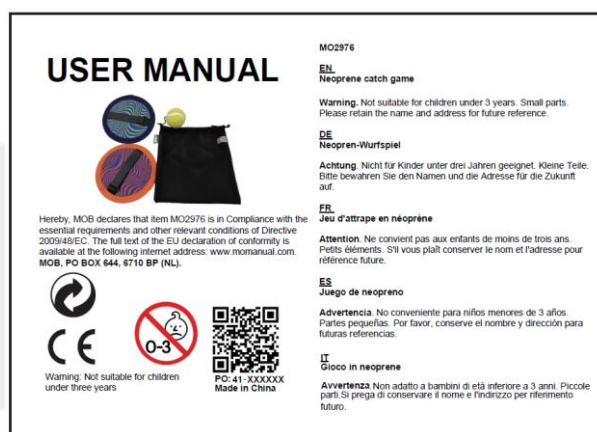 USER MANUAL
Hereby, MOB declares that item MO2976 is in Compliance with the
essential requirements and other relevant conditions of Directive
2009/48/EC. The full text of the EU declaration of conformity is
available at the following internet address: www.momanual.com.
MOB, PO BOX 644, 6710 BP (NL).
CE
0-3
Warning: Not suitable for children
under three years
PO: 41-XXXXXX
Made in China
MO2976
EN
Neoprene catch game
Warning. Not suitable for children under 3 years. Small parts.
Please retain the name and address for future reference.
DE
Neopren-Wurfspiel
Achtung. Nicht für Kinder unter drei Jahren geeignet. Kleine Teile.
Bitte bewahren Sie den Namen und die Adresse für die Zukunft
auf.
FR
Jeu d'attrape en néoprène
Attention. Ne convient pas aux enfants de moins de trois ans.
Petits éléments. S'il vous plaît conserver le nom et l'adresse pour
référence future.
ES
Juego de neopreno
Advertencia. No conveniente para niños menores de 3 años.
Partes pequeñas. Por favor, conserve el nombre y dirección para
futuras referencias.
IT
Gioco in neoprene
Avvertenza. Non adatto a bambini di età inferiore a 3 anni. Piccole
parti.Si prega di conservare il nome e l'indirizzo per riferimento
futuro.